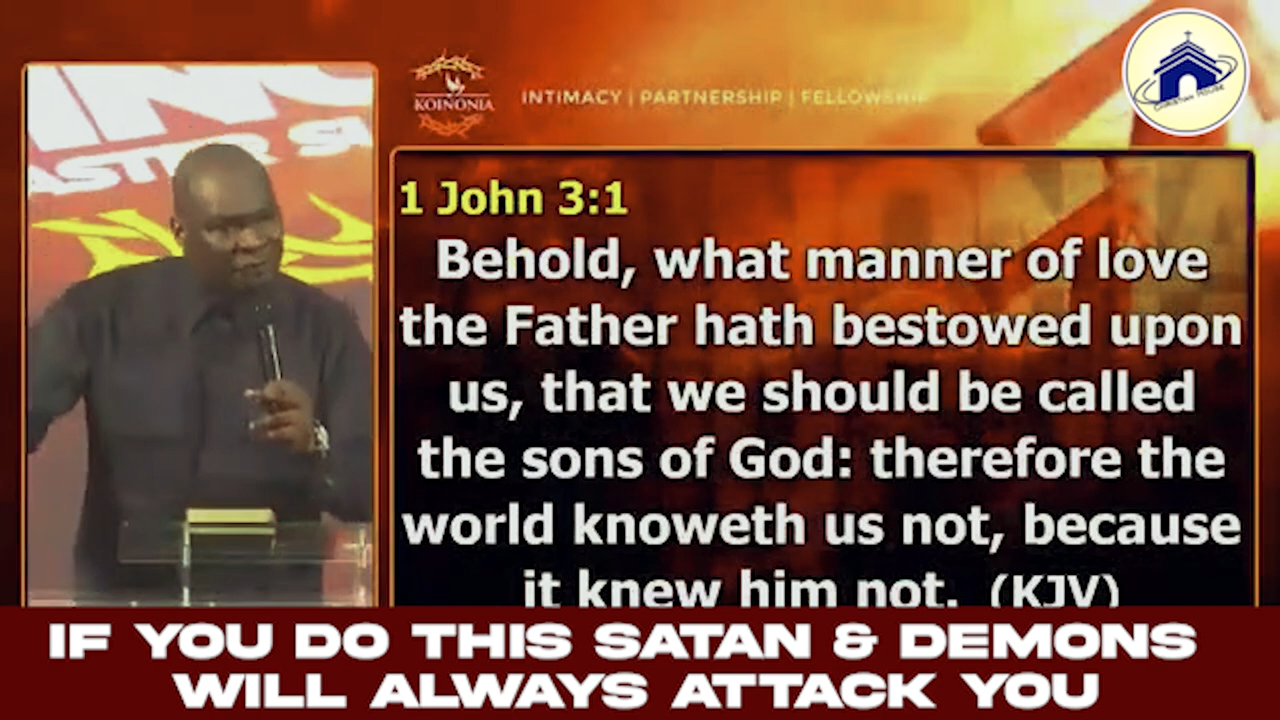 KOINONIA
INTIMACY | PARTNERSHIP | FELLOWSHIP
CHRISTIAN HOUSE
1 John 3:1
Behold, what manner of love
the Father hath bestowed upon
us, that we should be called
the sons of God: therefore the
world knoweth us not, because
it knew him not. (KJV)
IF YOU DO THIS SATAN & DEMONS
WILL ALWAYS ATTACK YOU